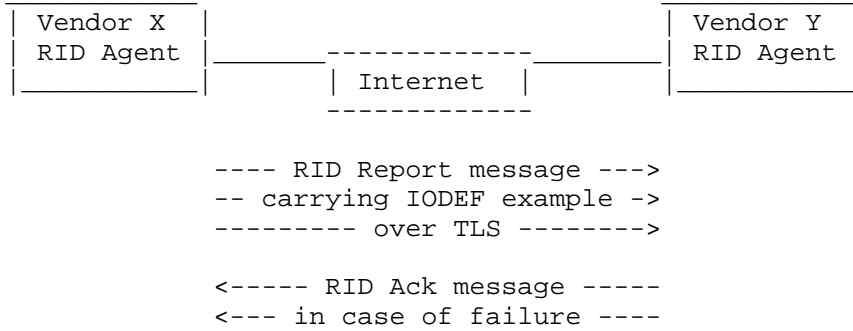 Vendor X Vendor Y
RID Agent RID Agent
Internet
---- RID Report message --->
-- carrying IODEF example ->
--------- over TLS -------->
<----- RID Ack message -----
<--- in case of failure ----